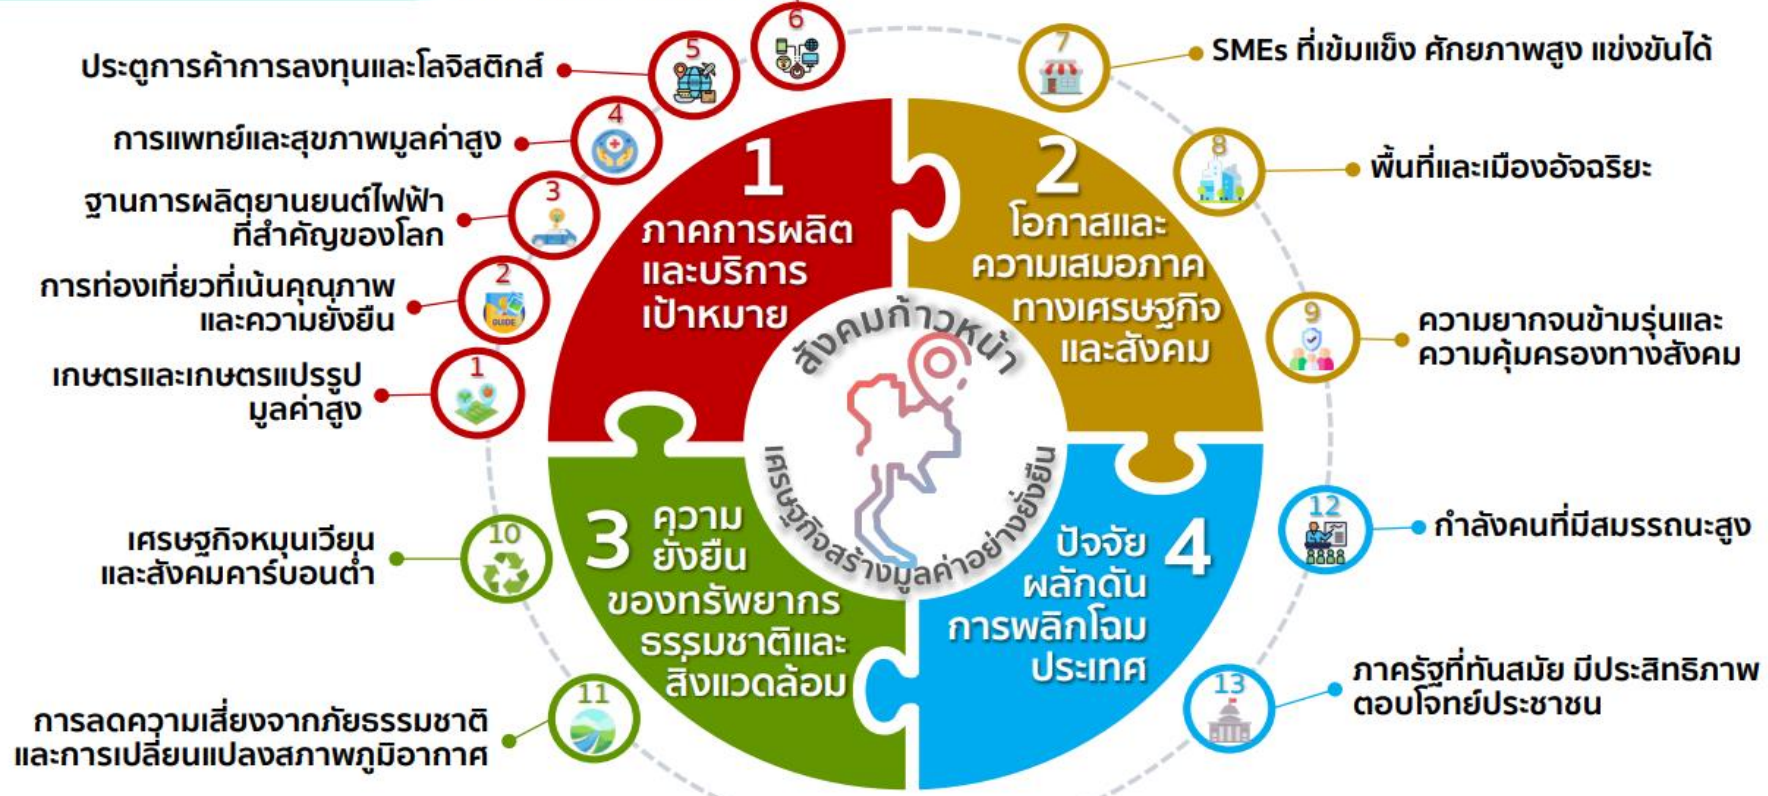 6
5
ประตูการค้าการลงทุนและโลจิสติกส์
4
การแพทย์และสุขภาพมูลค่าสูง
3
ฐานการผลิตยานยนต์ไฟฟ้า
ที่สำคัญของโลก
2
GUIDE
การท่องเที่ยวที่เน้นคุณภาพ
และความยั่งยืน
1
เกษตรและเกษตรแปรรูป
มูลค่าสูง
1
ภาคการผลิต
และบริการ
เป้าหมาย
2
โอกาสและ
ความเสมอภาค
ทางเศรษฐกิจ
และสังคม
7
SMEs ที่เข้มแข็ง ศักยภาพสูง แข่งขันได้
8
พื้นที่และเมืองอัจฉริยะ
9
ความยากจนข้ามรุ่นและ
ความคุ้มครองทางสังคม
สังคมก้าวหน้า
เศรษฐกิจสร้างมูลค่าอย่างยั่งยืน
3
ความ
ยั่งยืน
ของทรัพยากร
ธรรมชาติและ
สิ่งแวดล้อม
10
เศรษฐกิจหมุนเวียน
และสังคมคาร์บอนต่ำ
11
การลดความเสี่ยงจากภัยธรรมชาติ
และการเปลี่ยนแปลงสภาพภูมิอากาศ
4
ปัจจัย
ผลักดัน
การพลิกโฉม
ประเทศ
12
กำลังคนที่มีสมรรถนะสูง
13
ภาครัฐที่ทันสมัย มีประสิทธิภาพ
ตอบโจทย์ประชาชน